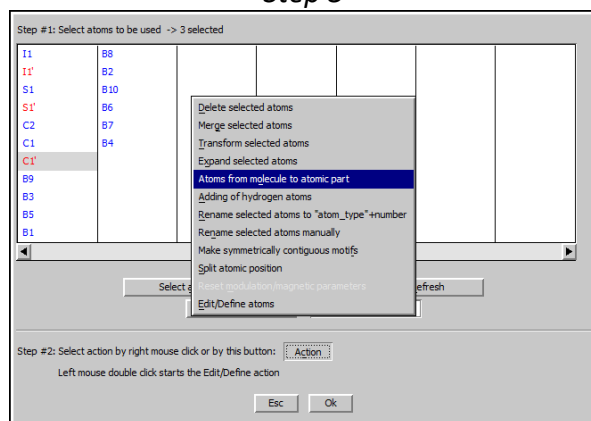 Step #1: Select atoms to be used -> 3 selected
I1 B8
I1' B2
S1 B10
S1' B6
C2 B7
C1 B4
C1'
B9
B3
B5
B1
Delete selected atoms
Merge selected atoms
Transform selected atoms
Expand selected atoms
Atoms from molecule to atomic part
Adding of hydrogen atoms
Rename selected atoms to "atom_type"+number
Rename selected atoms manually
Make symmetrically contiguous motifs
Split atomic position
Reset modulation/magnetic parameters
Edit/Define atoms
Select
efresh
Step #2: Select action by right mouse click or by this button: Action
Left mouse double click starts the Edit/Define action
Esc Ok